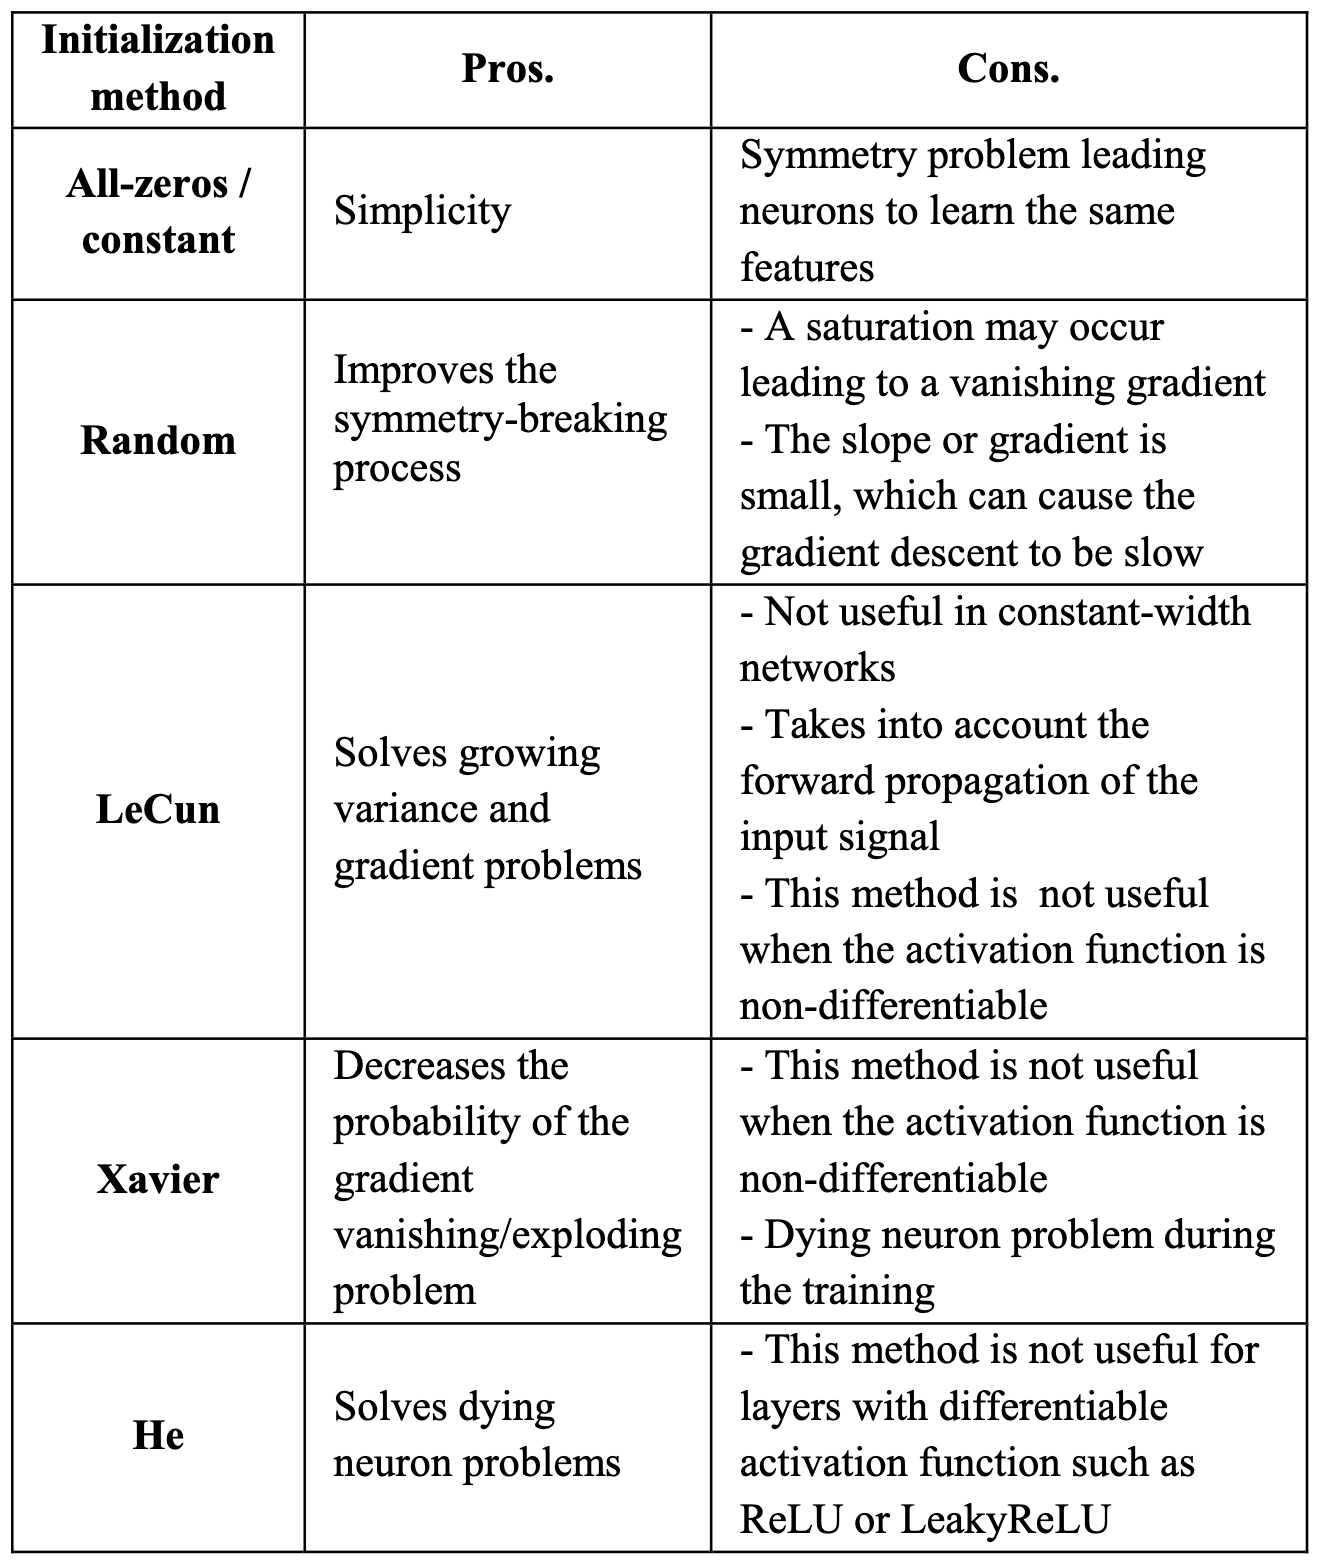 Initialization
method
Pros.
Cons.
All-zeros /
constant
Simplicity
Symmetry problem leading
neurons to learn the same
features
Random
Improves the
symmetry-breaking
process
- A saturation may occur
leading to a vanishing gradient
- The slope or gradient is
small, which can cause the
gradient descent to be slow
LeCun
Solves growing
variance and
gradient problems
- Not useful in constant-width
networks
- Takes into account the
forward propagation of the
input signal
- This method is  not useful
when the activation function is
non-differentiable
Xavier
Decreases the
probability of the
gradient
vanishing/exploding
problem
- This method is not useful
when the activation function is
non-differentiable
- Dying neuron problem during
the training
He
Solves dying
neuron problems
- This method is not useful for
layers with differentiable
activation function such as
ReLU or LeakyReLU